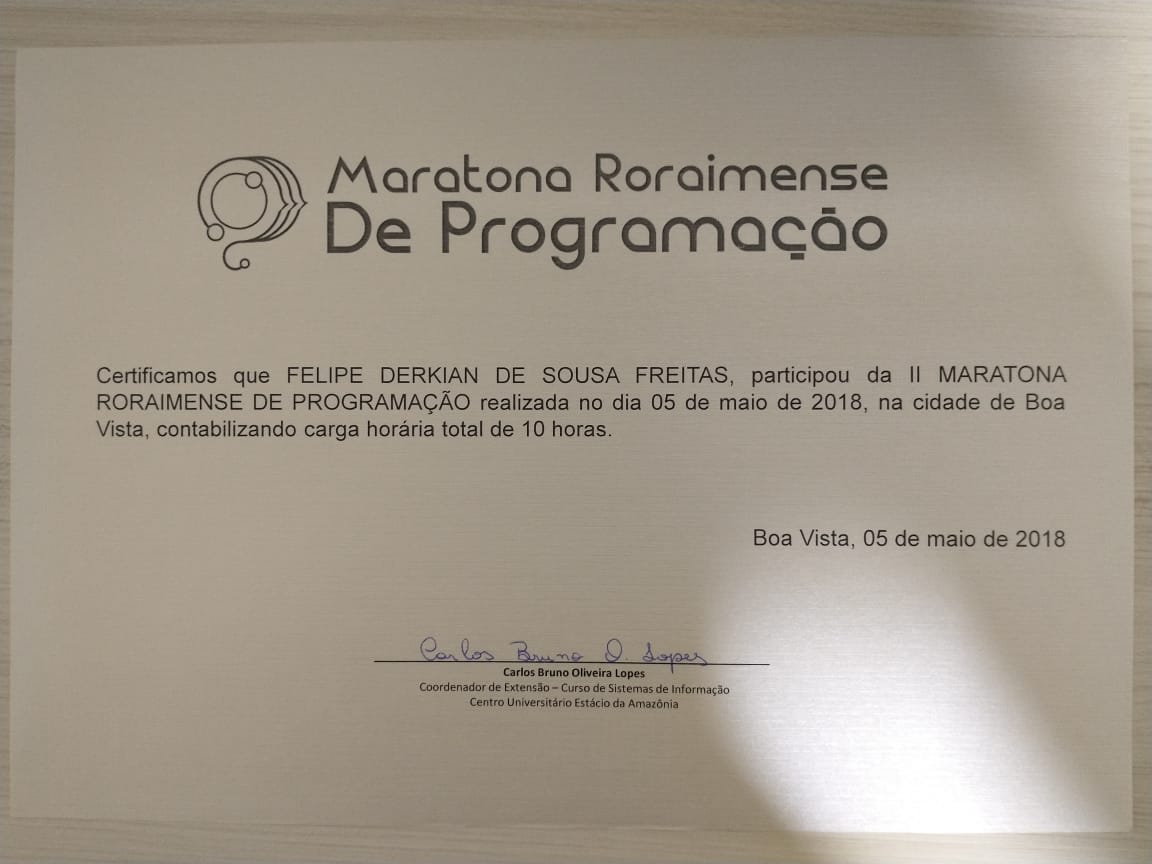 Maratona Roraimense
De Programação
Certificamos que FELIPE DERKIAN DE SOUSA FREITAS, participou da II MARATONA
RORAIMENSE DE PROGRAMAÇÃO realizada no dia 05 de maio de 2018, na cidade de Boa
Vista, contabilizando carga horária total de 10 horas.
Boa Vista, 05 de maio de 2018
Carlos Bruno O. Lopes
Carlos Bruno Oliveira Lopes
Coordenador de Extensão – Curso de Sistemas de Informação
Centro Universitário Estácio da Amazônia